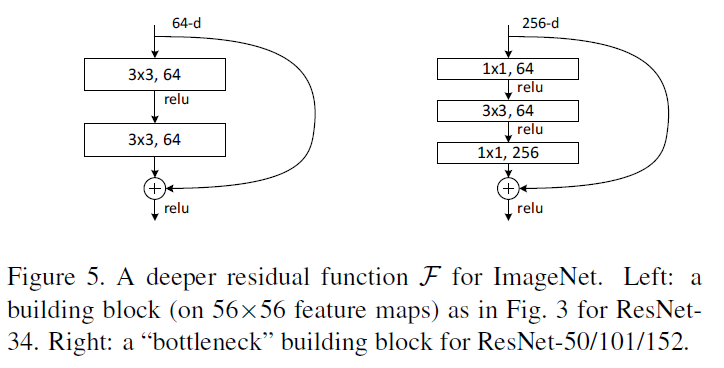 64-d
3x3, 64
relu
3x3, 64
+
relu
256-d
1x1, 64
relu
3x3, 64
relu
1x1, 256
+
relu
Figure 5. A deeper residual function F for ImageNet. Left: a
building block (on 56×56 feature maps) as in Fig. 3 for ResNet-
34. Right: a “bottleneck” building block for ResNet-50/101/152.